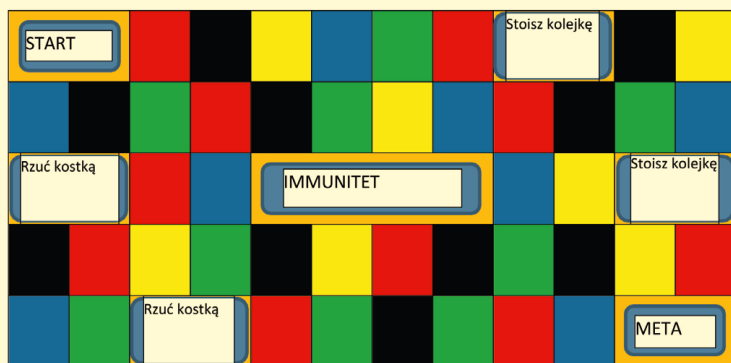 START
Stoisz kolejkę
Rzuć kostką
IMMUNITET
Stoisz kolejkę
Rzuć kostką
META